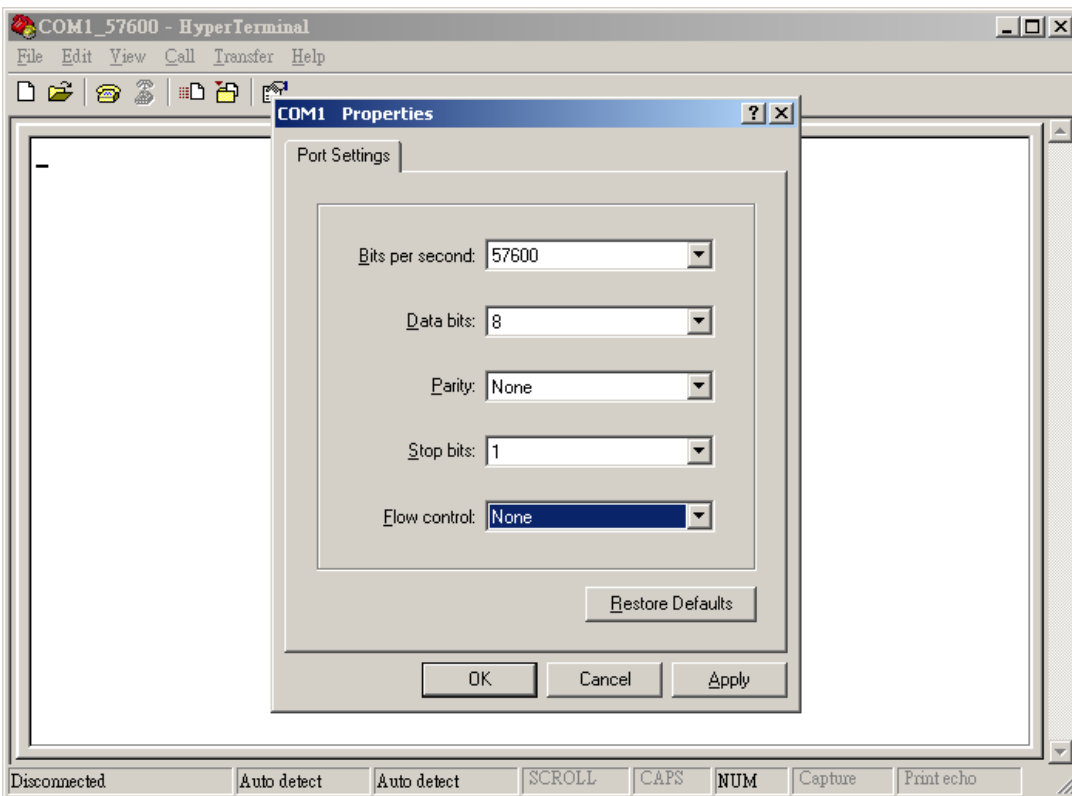 COM1_57600 - HyperTerminal
File Edit View Call Transfer Help
COM1 Properties
Port Settings
Bits per second: 57600
Data bits: 8
Parity: None
Stop bits: 1
Flow control: None
Restore Defaults
OK Cancel Apply
Disconnected Auto detect Auto detect SCROLL CAPS NUM Capture Print echo